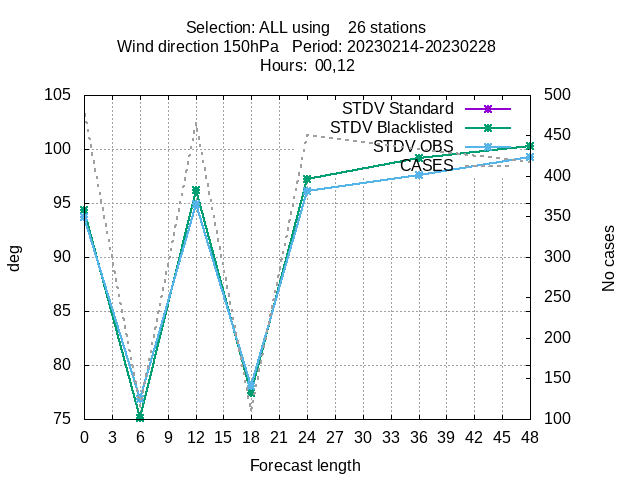 Selection: ALL using    26 stations
Wind direction 150hPa   Period: 20230214-20230228
Hours:  00,12
105 500
STDV Standard
STDV Blacklisted
450
100
STDV OBS
CASES
400
95 350
90 300
85 250
200
80
150
75 100
deg
No cases
0 3 6 9 12 15 18 21 24 27 30 33 36 39 42 45 48
Forecast length